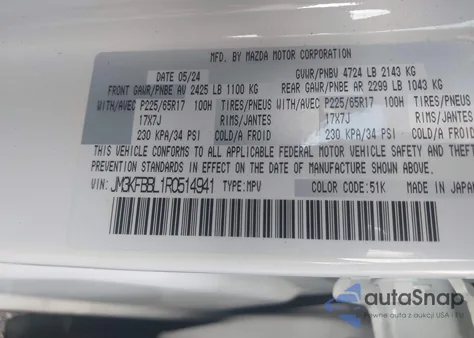 MFD. BY MAZDA MOTOR CORPORATION
DATE 05/24 GVWR/PNBV 4724 LB 2143 KG
FRONT GAWR/PNBE AV 2425 LB 1100 KG REAR GAWR/PNBE AR 2299 LB 1043 KG
WITH/AVEC P225/65R17 100H TIRES/PNEUS WITH/AVEC P225/65R17 100H TIRES/PNEUS
17X7J RIMS/JANTES 17X7J RIMS/JANTES
230 KPA/34 PSI COLD/A FROID 230 KPA/34 PSI COLD/A FROID
THIS VEHICLE CONFORMS TO ALL APPLICABLE FEDERAL MOTOR VEHICLE SAFETY AND THEFT
PREVENTION STANDARDS IN EFFECT ON THE DATE OF MANUFACTURE SHOWN ABOVE.
VIN: JM3KFBBL1R0514941 TYPE: MPV COLOR CODE: 51K MADE IN JAPAN
autoSnap
Pewne auto z aukcji USA - EU